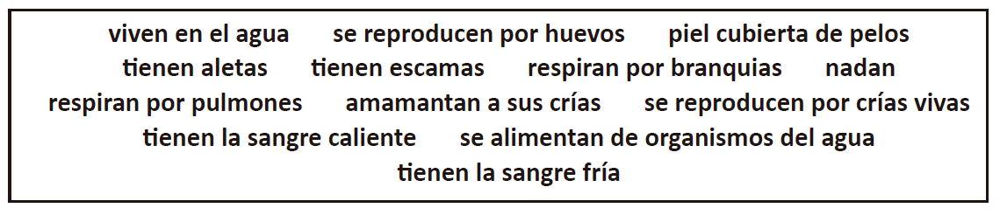 viven en el agua se reproducen por huevos piel cubierta de pelos
tienen aletas tienen escamas respiran por branquias nadan
respiran por pulmones amamantan a sus crías se reproducen por crías vivas
tienen la sangre caliente se alimentan de organismos del agua
tienen la sangre fría